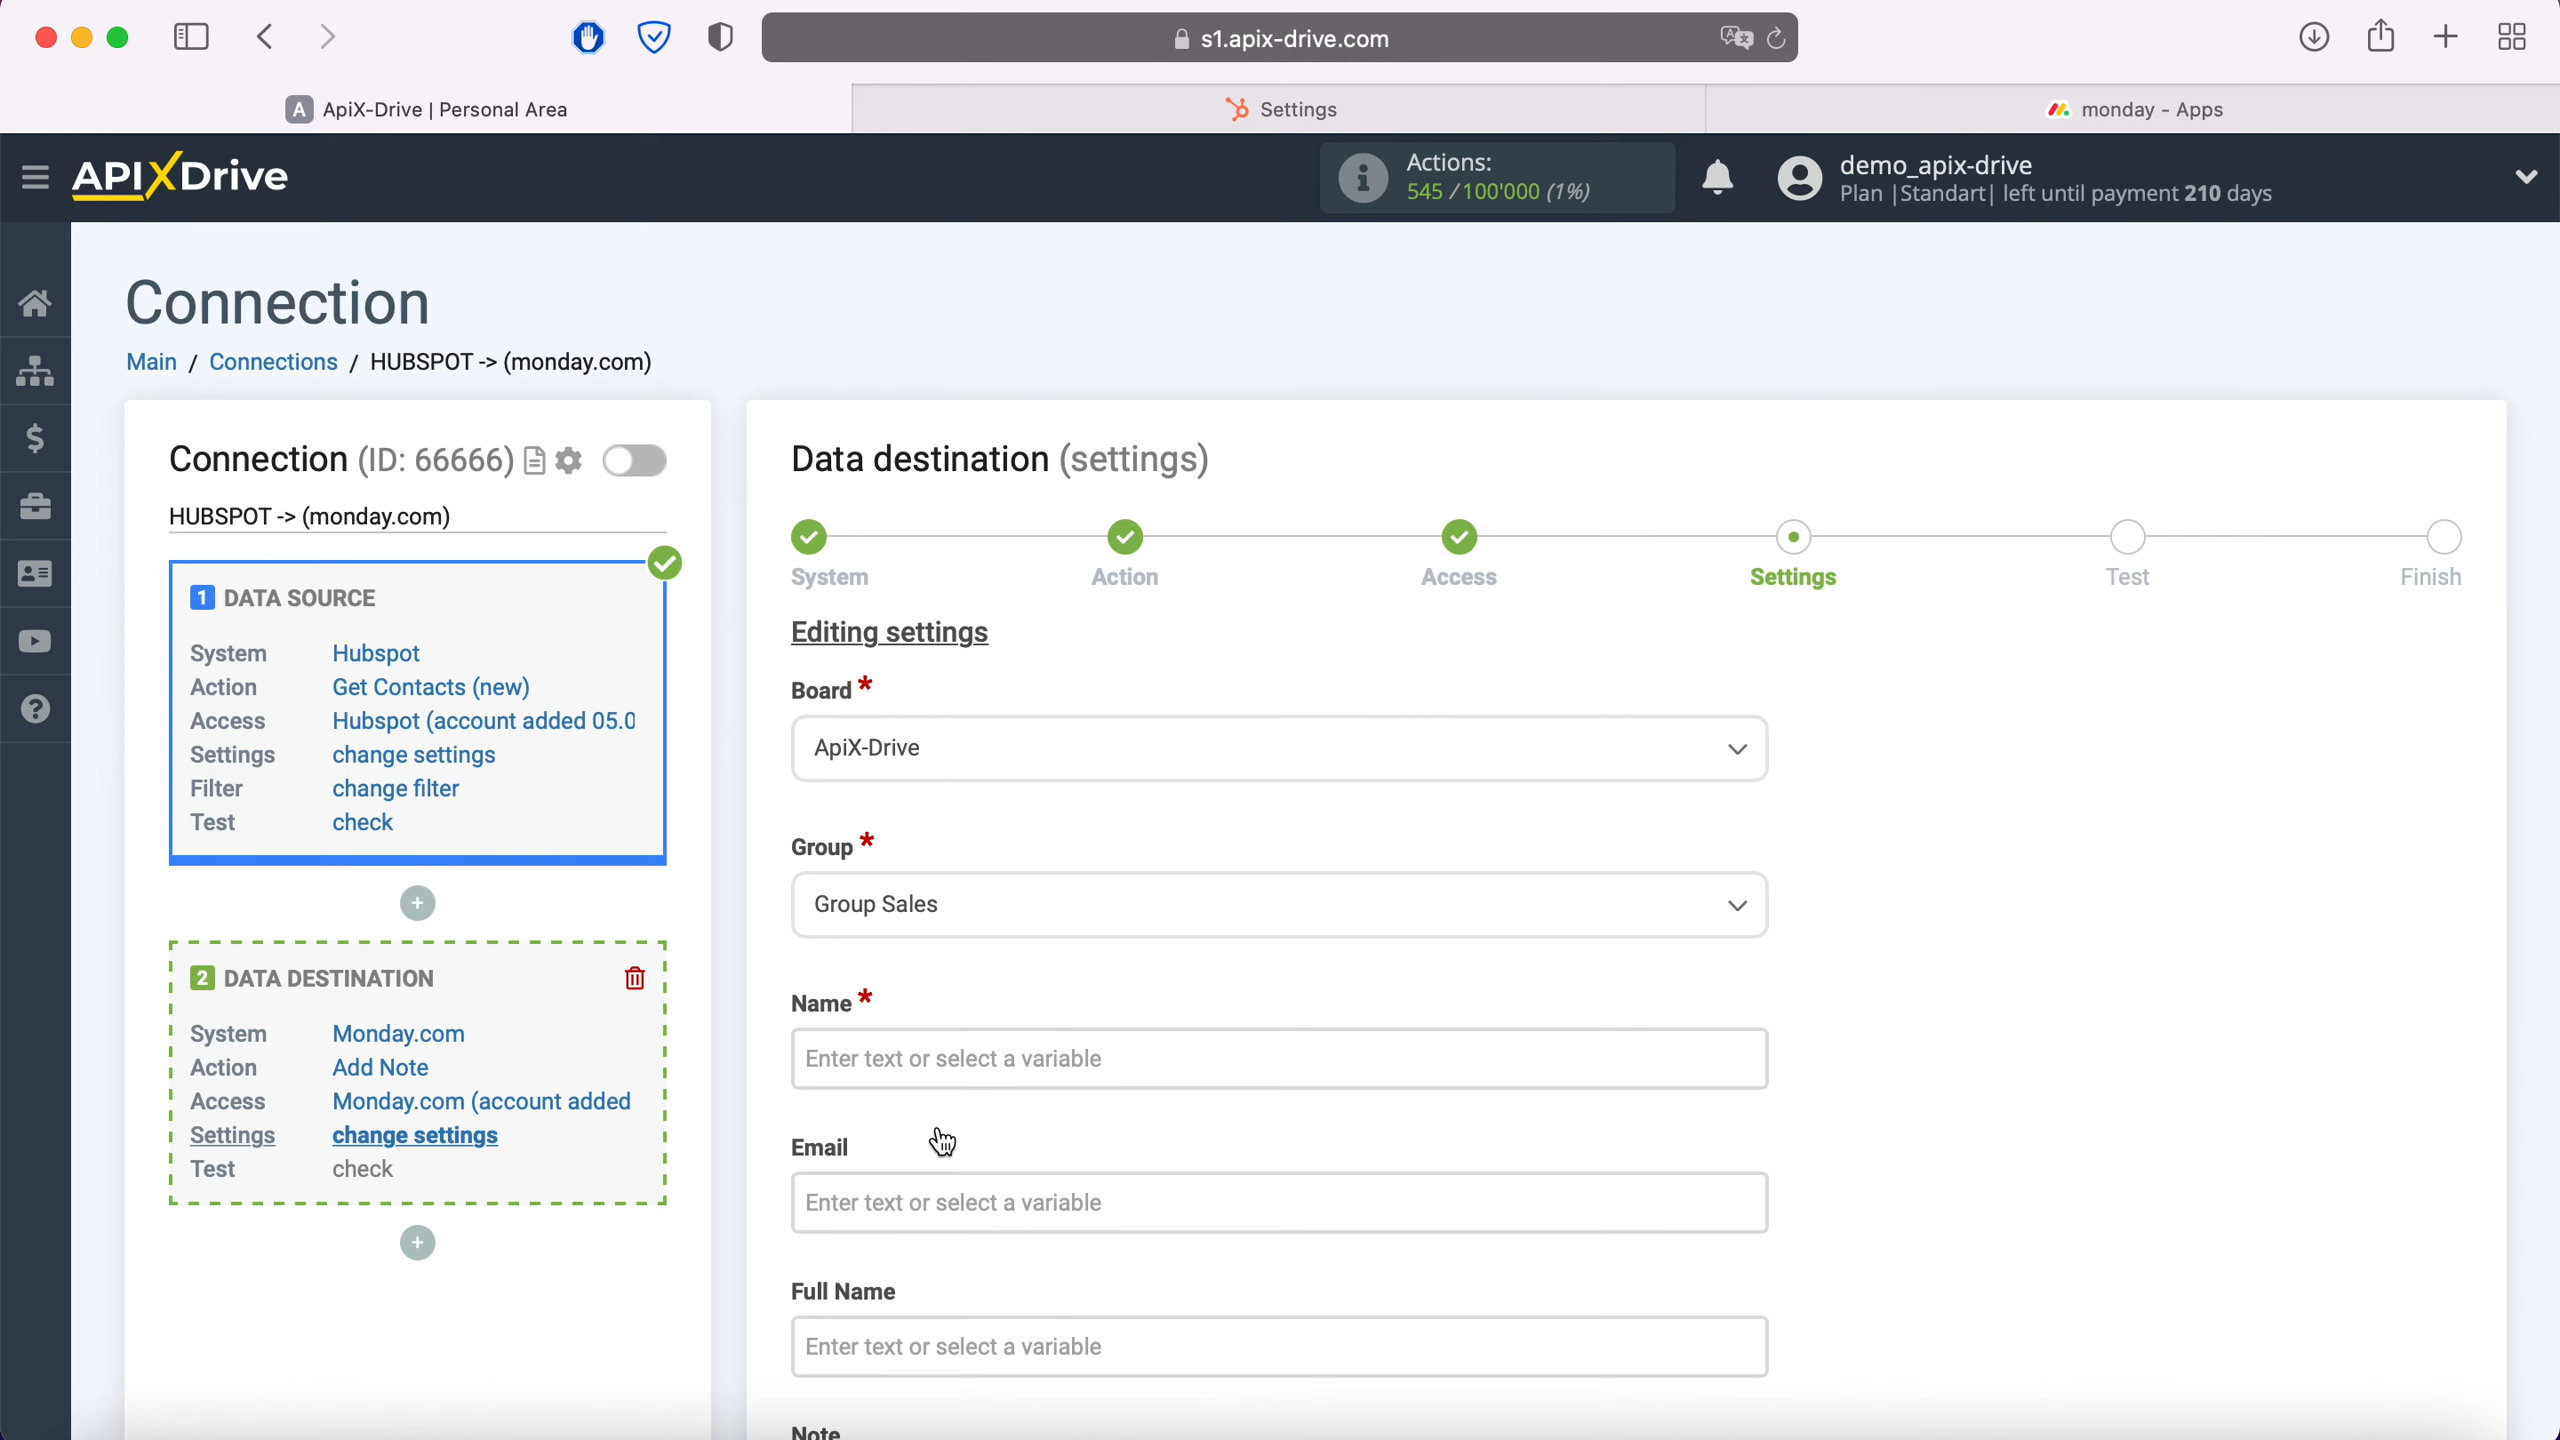 s1.apix-drive.com
A ApiX-Drive | Personal Area
Settings
monday - Apps
APIXDrive
Actions:
545 /100'000 (1%)
demo_apix-drive
Plan |Standart| left until payment 210 days
Connection
Main / Connections / HUBSPOT -> (monday.com)
Connection (ID: 66666)
HUBSPOT -> (monday.com)
1 DATA SOURCE
System Hubspot
Action Get Contacts (new)
Access Hubspot (account added 05.0
Settings change settings
Filter change filter
Test check
2 DATA DESTINATION
System Monday.com
Action Add Note
Access Monday.com (account added
Settings change settings
Test check
Data destination (settings)
System Action Access Settings Test Finish
Editing settings
Board *
ApiX-Drive
Group *
Group Sales
Name *
Enter text or select a variable
Email
Enter text or select a variable
Full Name
Enter text or select a variable
Note